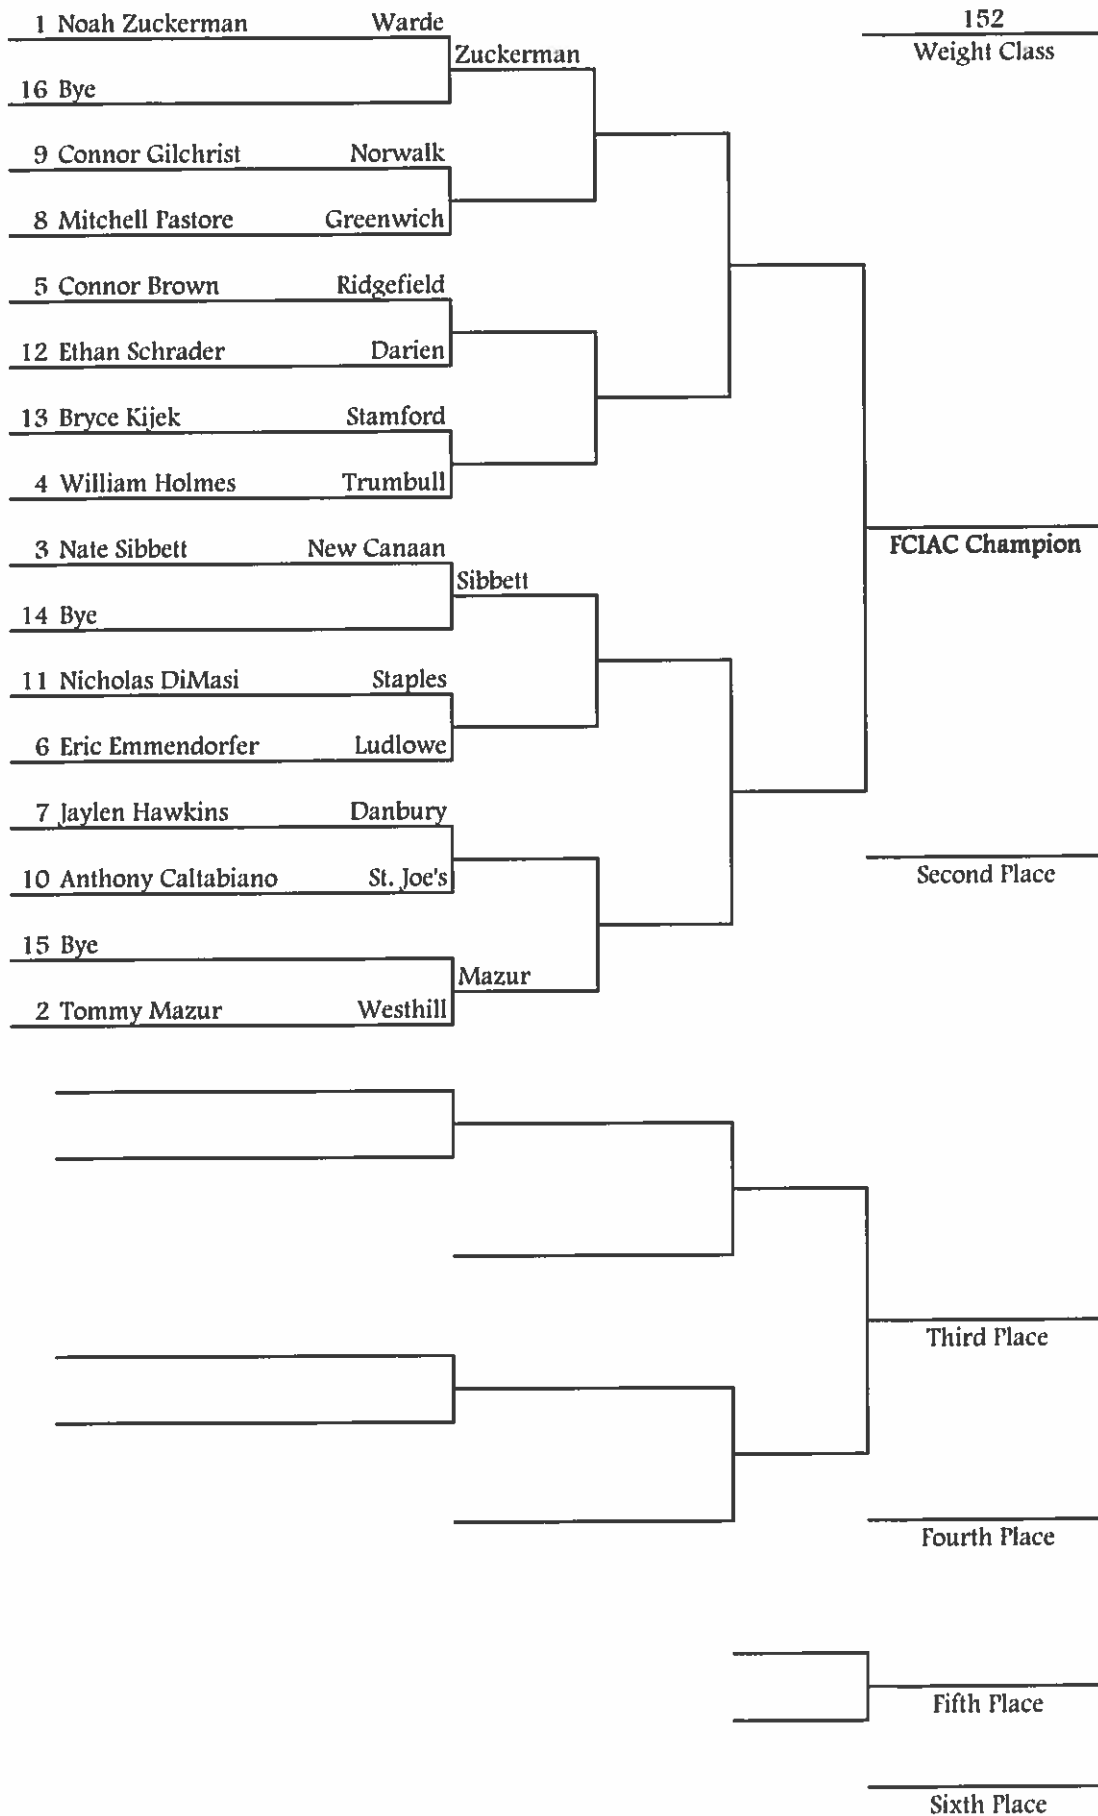 1 Noah Zuckerman Warde
152
Weight Class
Zuckerman
16 Bye
9 Connor Gilchrist Norwalk
8 Mitchell Pastore Greenwich
5 Connor Brown Ridgefield
12 Ethan Schrader Darien
13 Bryce Kijek Stamford
4 William Holmes Trumbull
3 Nate Sibbett New Canaan
FCIAC Champion
Sibbett
14 Bye
11 Nicholas DiMasi Staples
6 Eric Emmendorfer Ludlowe
7 Jaylen Hawkins Danbury
10 Anthony Caltabiano St. Joe's
Second Place
15 Bye
Mazur
2 Tommy Mazur Westhill
Third Place
Fourth Place
Fifth Place
Sixth Place